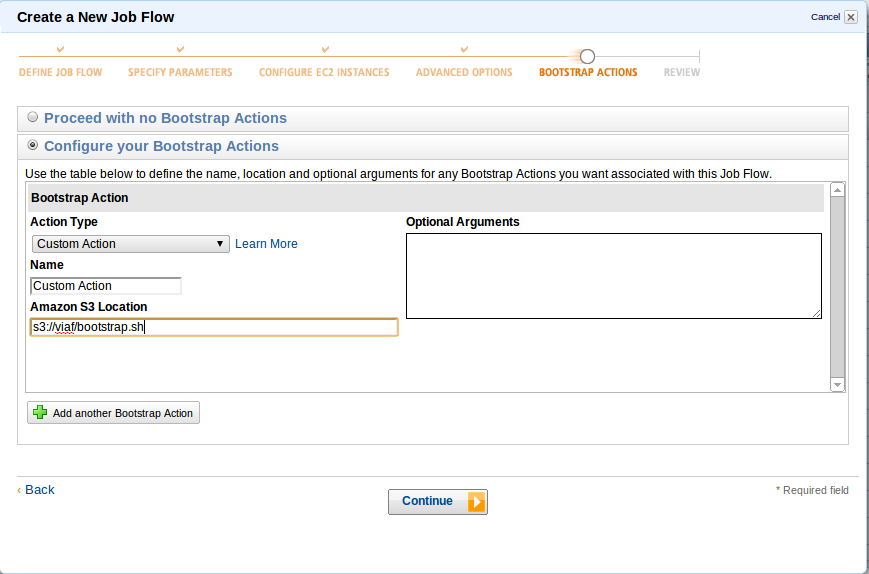 Create a New Job Flow
Cancel
DEFINE JOB FLOW SPECIFY PARAMETERS CONFIGURE EC2 INSTANCES ADVANCED OPTIONS BOOTSTRAP ACTIONS REVIEW
Proceed with no Bootstrap Actions
Configure your Bootstrap Actions
Use the table below to define the name, location and optional arguments for any Bootstrap Actions you want associated with this Job Flow.
Bootstrap Action
Action Type Optional Arguments
Custom Action Learn More
Name
Custom Action
Amazon S3 Location
s3://viaf/bootstrap.sh
Add another Bootstrap Action
‹ Back
Continue
* Required field